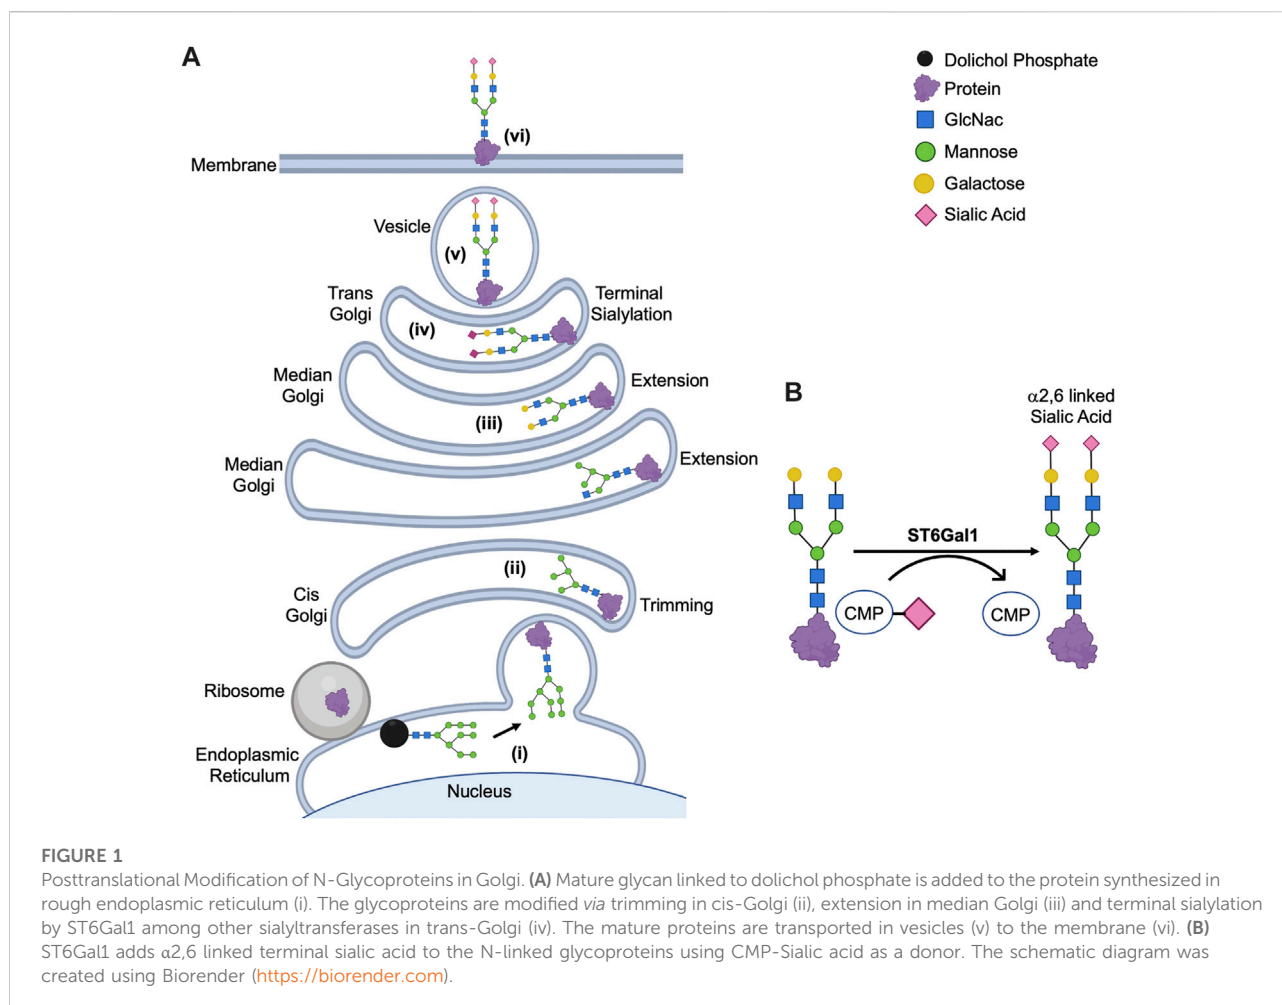 A
Dolichol Phosphate
Protein
GlcNac
Mannose
Galactose
Sialic Acid
(vi)
Membrane
Vesicle
(v)
Trans
Golgi
Terminal
Sialylation
(iv)
Median
Golgi
Extension
(iii)
Median
Golgi
Extension
(ii)
Cis
Golgi
Trimming
Ribosome
Endoplasmic
Reticulum
(i)
Nucleus
B
α2,6 linked
Sialic Acid
ST6Gal1
CMP
CMP
FIGURE 1
Posttranslational Modification of N-Glycoproteins in Golgi. (A) Mature glycan linked to dolichol phosphate is added to the protein synthesized in
rough endoplasmic reticulum (i). The glycoproteins are modified via trimming in cis-Golgi (ii), extension in median Golgi (iii) and terminal sialylation
by ST6Gal1 among other sialyltransferases in trans-Golgi (iv). The mature proteins are transported in vesicles (v) to the membrane (vi). (B)
ST6Gal1 adds α2,6 linked terminal sialic acid to the N-linked glycoproteins using CMP-Sialic acid as a donor. The schematic diagram was
created using Biorender (https://biorender.com).